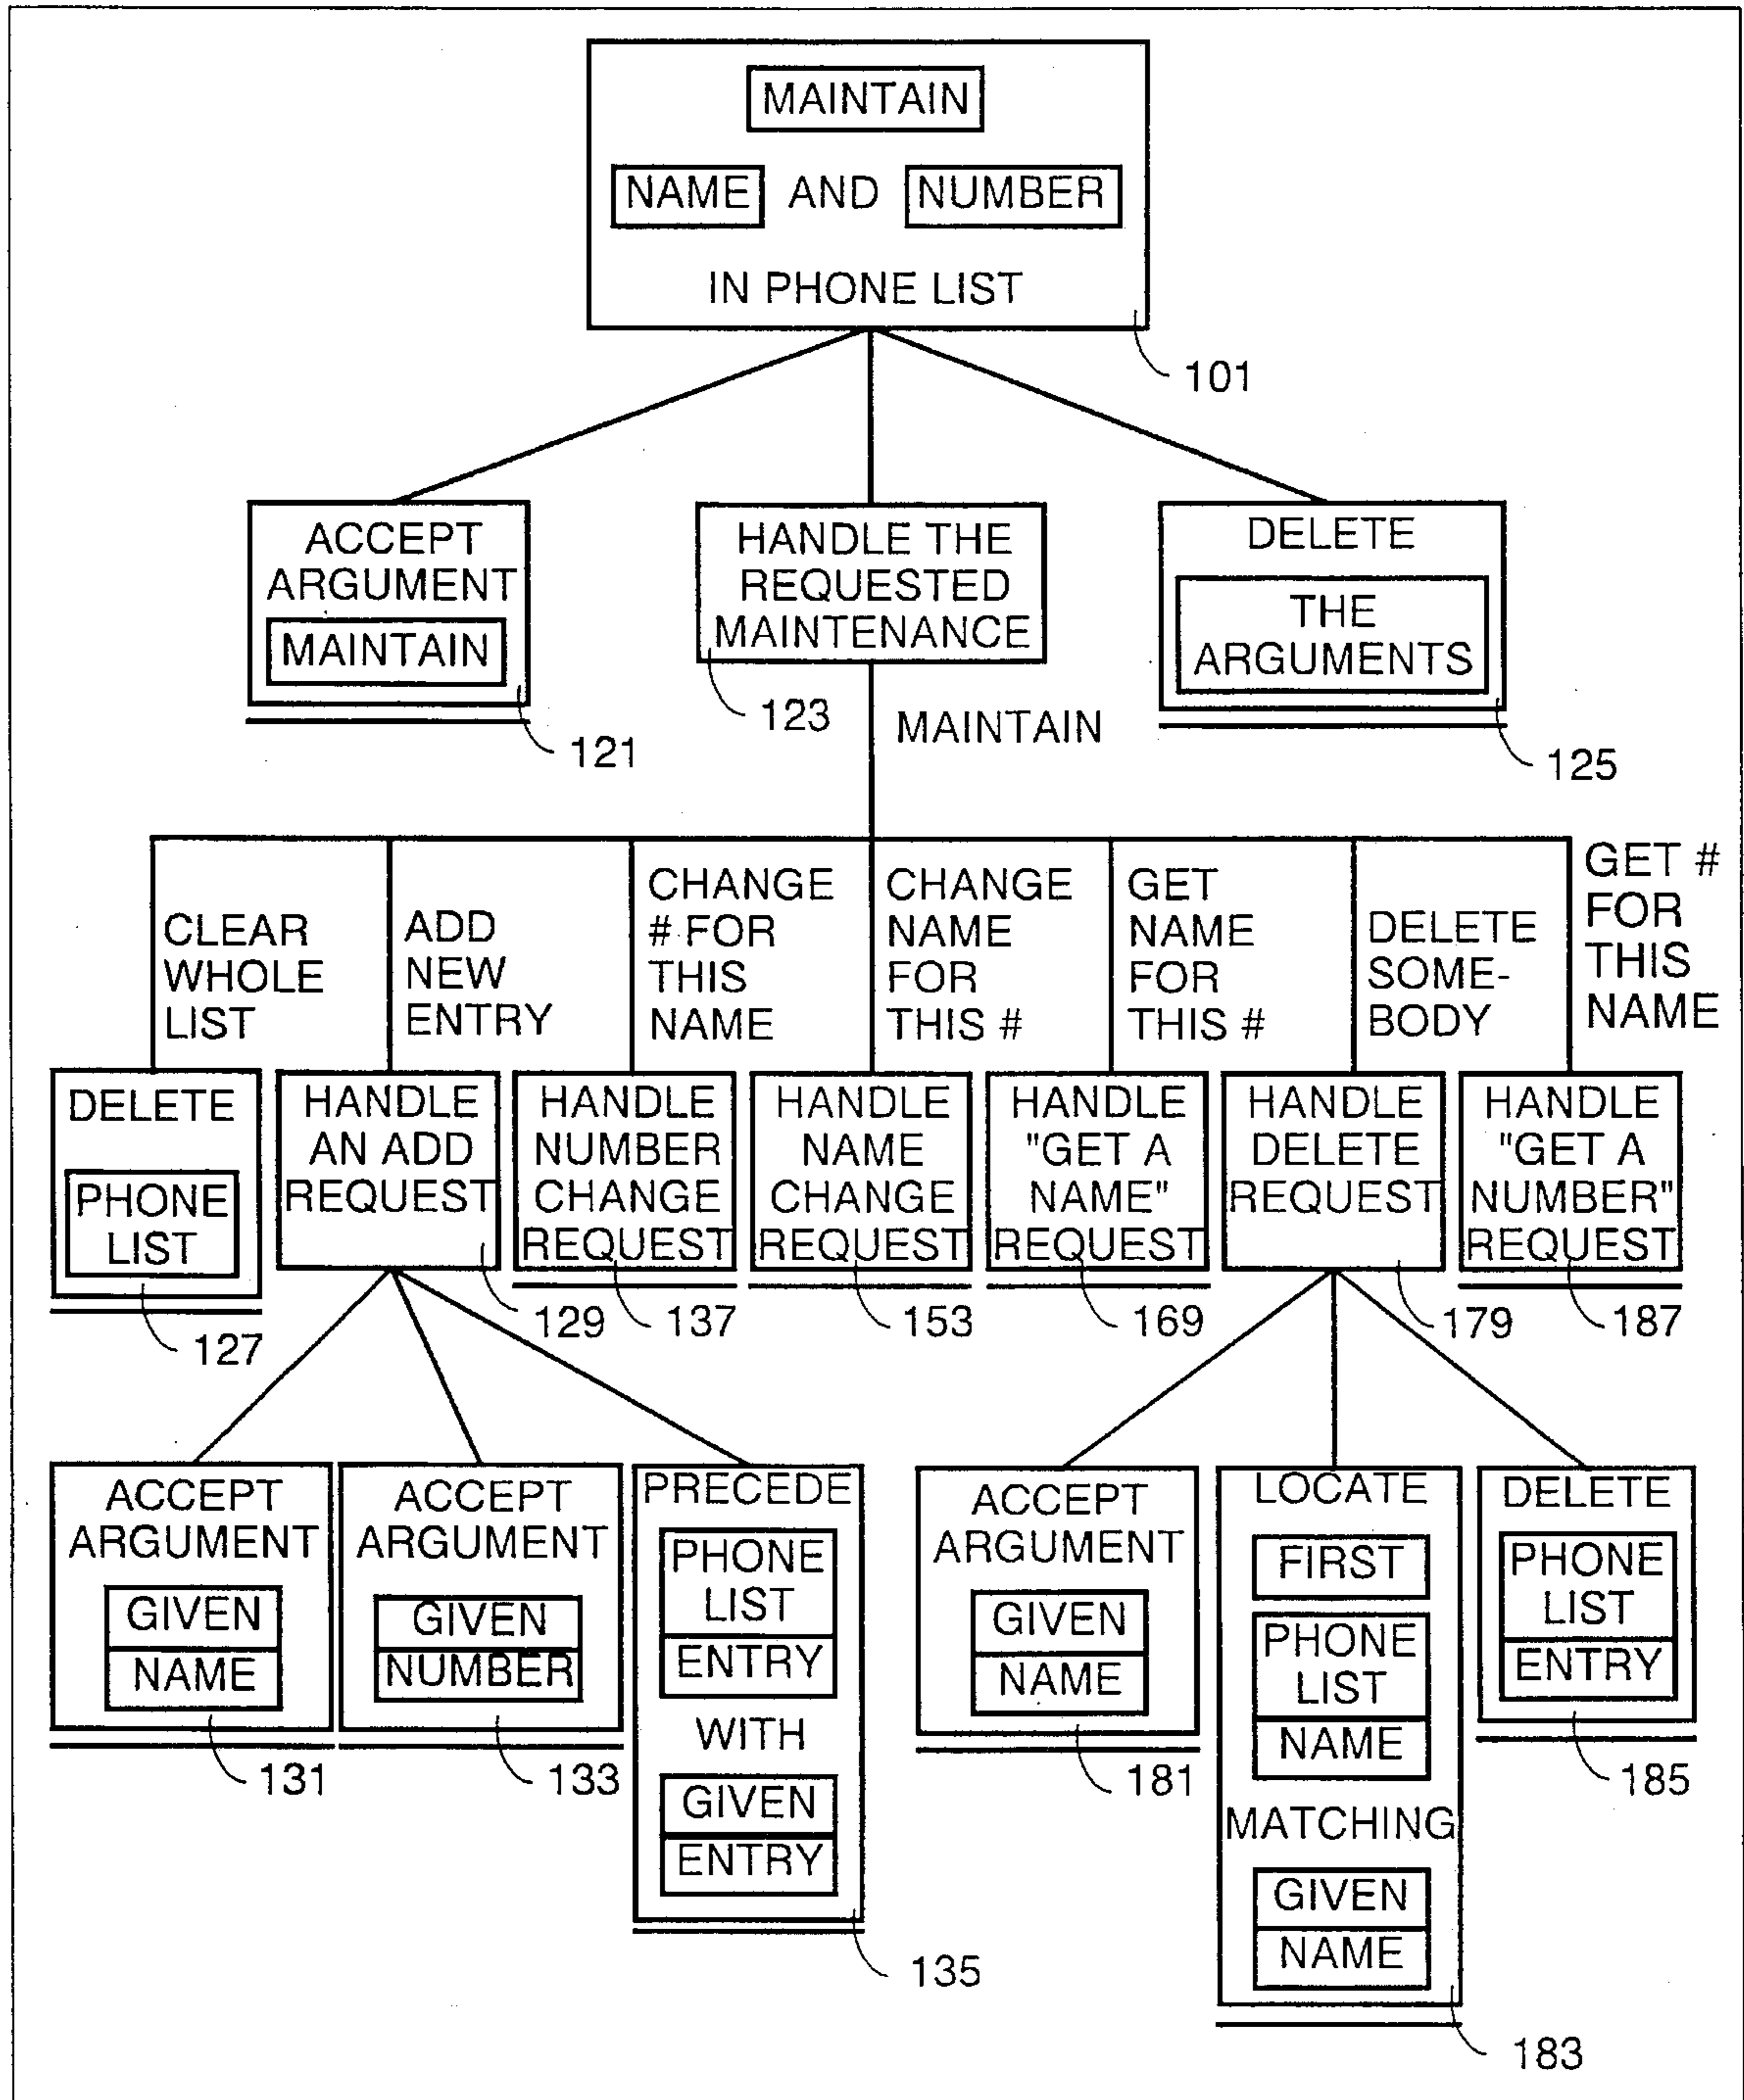 MAINTAIN
NAME AND NUMBER
IN PHONE LIST
101
ACCEPT
ARGUMENT
MAINTAIN
121
HANDLE THE
REQUESTED
MAINTENANCE
123
DELETE
THE
ARGUMENTS
125
MAINTAIN
CLEAR
WHOLE
LIST
ADD
NEW
ENTRY
CHANGE
# FOR
THIS
NAME
CHANGE
NAME
FOR
THIS #
GET
NAME
FOR
THIS #
DELETE
SOME-
BODY
GET #
FOR
THIS
NAME
DELETE
PHONE
LIST
127
HANDLE
AN ADD
REQUEST
129
HANDLE
NUMBER
CHANGE
REQUEST
137
HANDLE
NAME
CHANGE
REQUEST
153
HANDLE
"GET A
NAME"
REQUEST
169
HANDLE
DELETE
REQUEST
179
HANDLE
"GET A
NUMBER"
REQUEST
187
ACCEPT
ARGUMENT
GIVEN
NAME
131
ACCEPT
ARGUMENT
GIVEN
NUMBER
133
PRECEDE
PHONE
LIST
ENTRY
WITH
GIVEN
ENTRY
135
ACCEPT
ARGUMENT
GIVEN
NAME
181
LOCATE
FIRST
PHONE
LIST
NAME
MATCHING
GIVEN
NAME
183
DELETE
PHONE
LIST
ENTRY
185